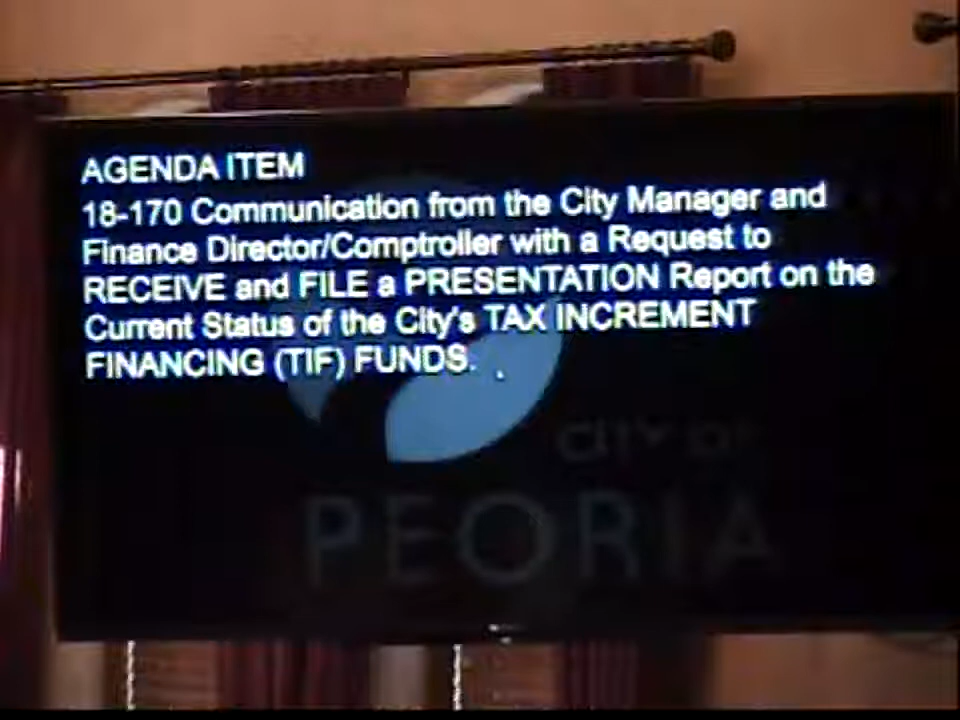 AGENDA ITEM
18-170 Communication from the City Manager and
Finance Director/Comptroller with a Request to
RECEIVE and FILE a PRESENTATION Report on the
Current Status of the City's TAX INCREMENT
FINANCING (TIF) FUNDS.
CITY OF
PEORIA